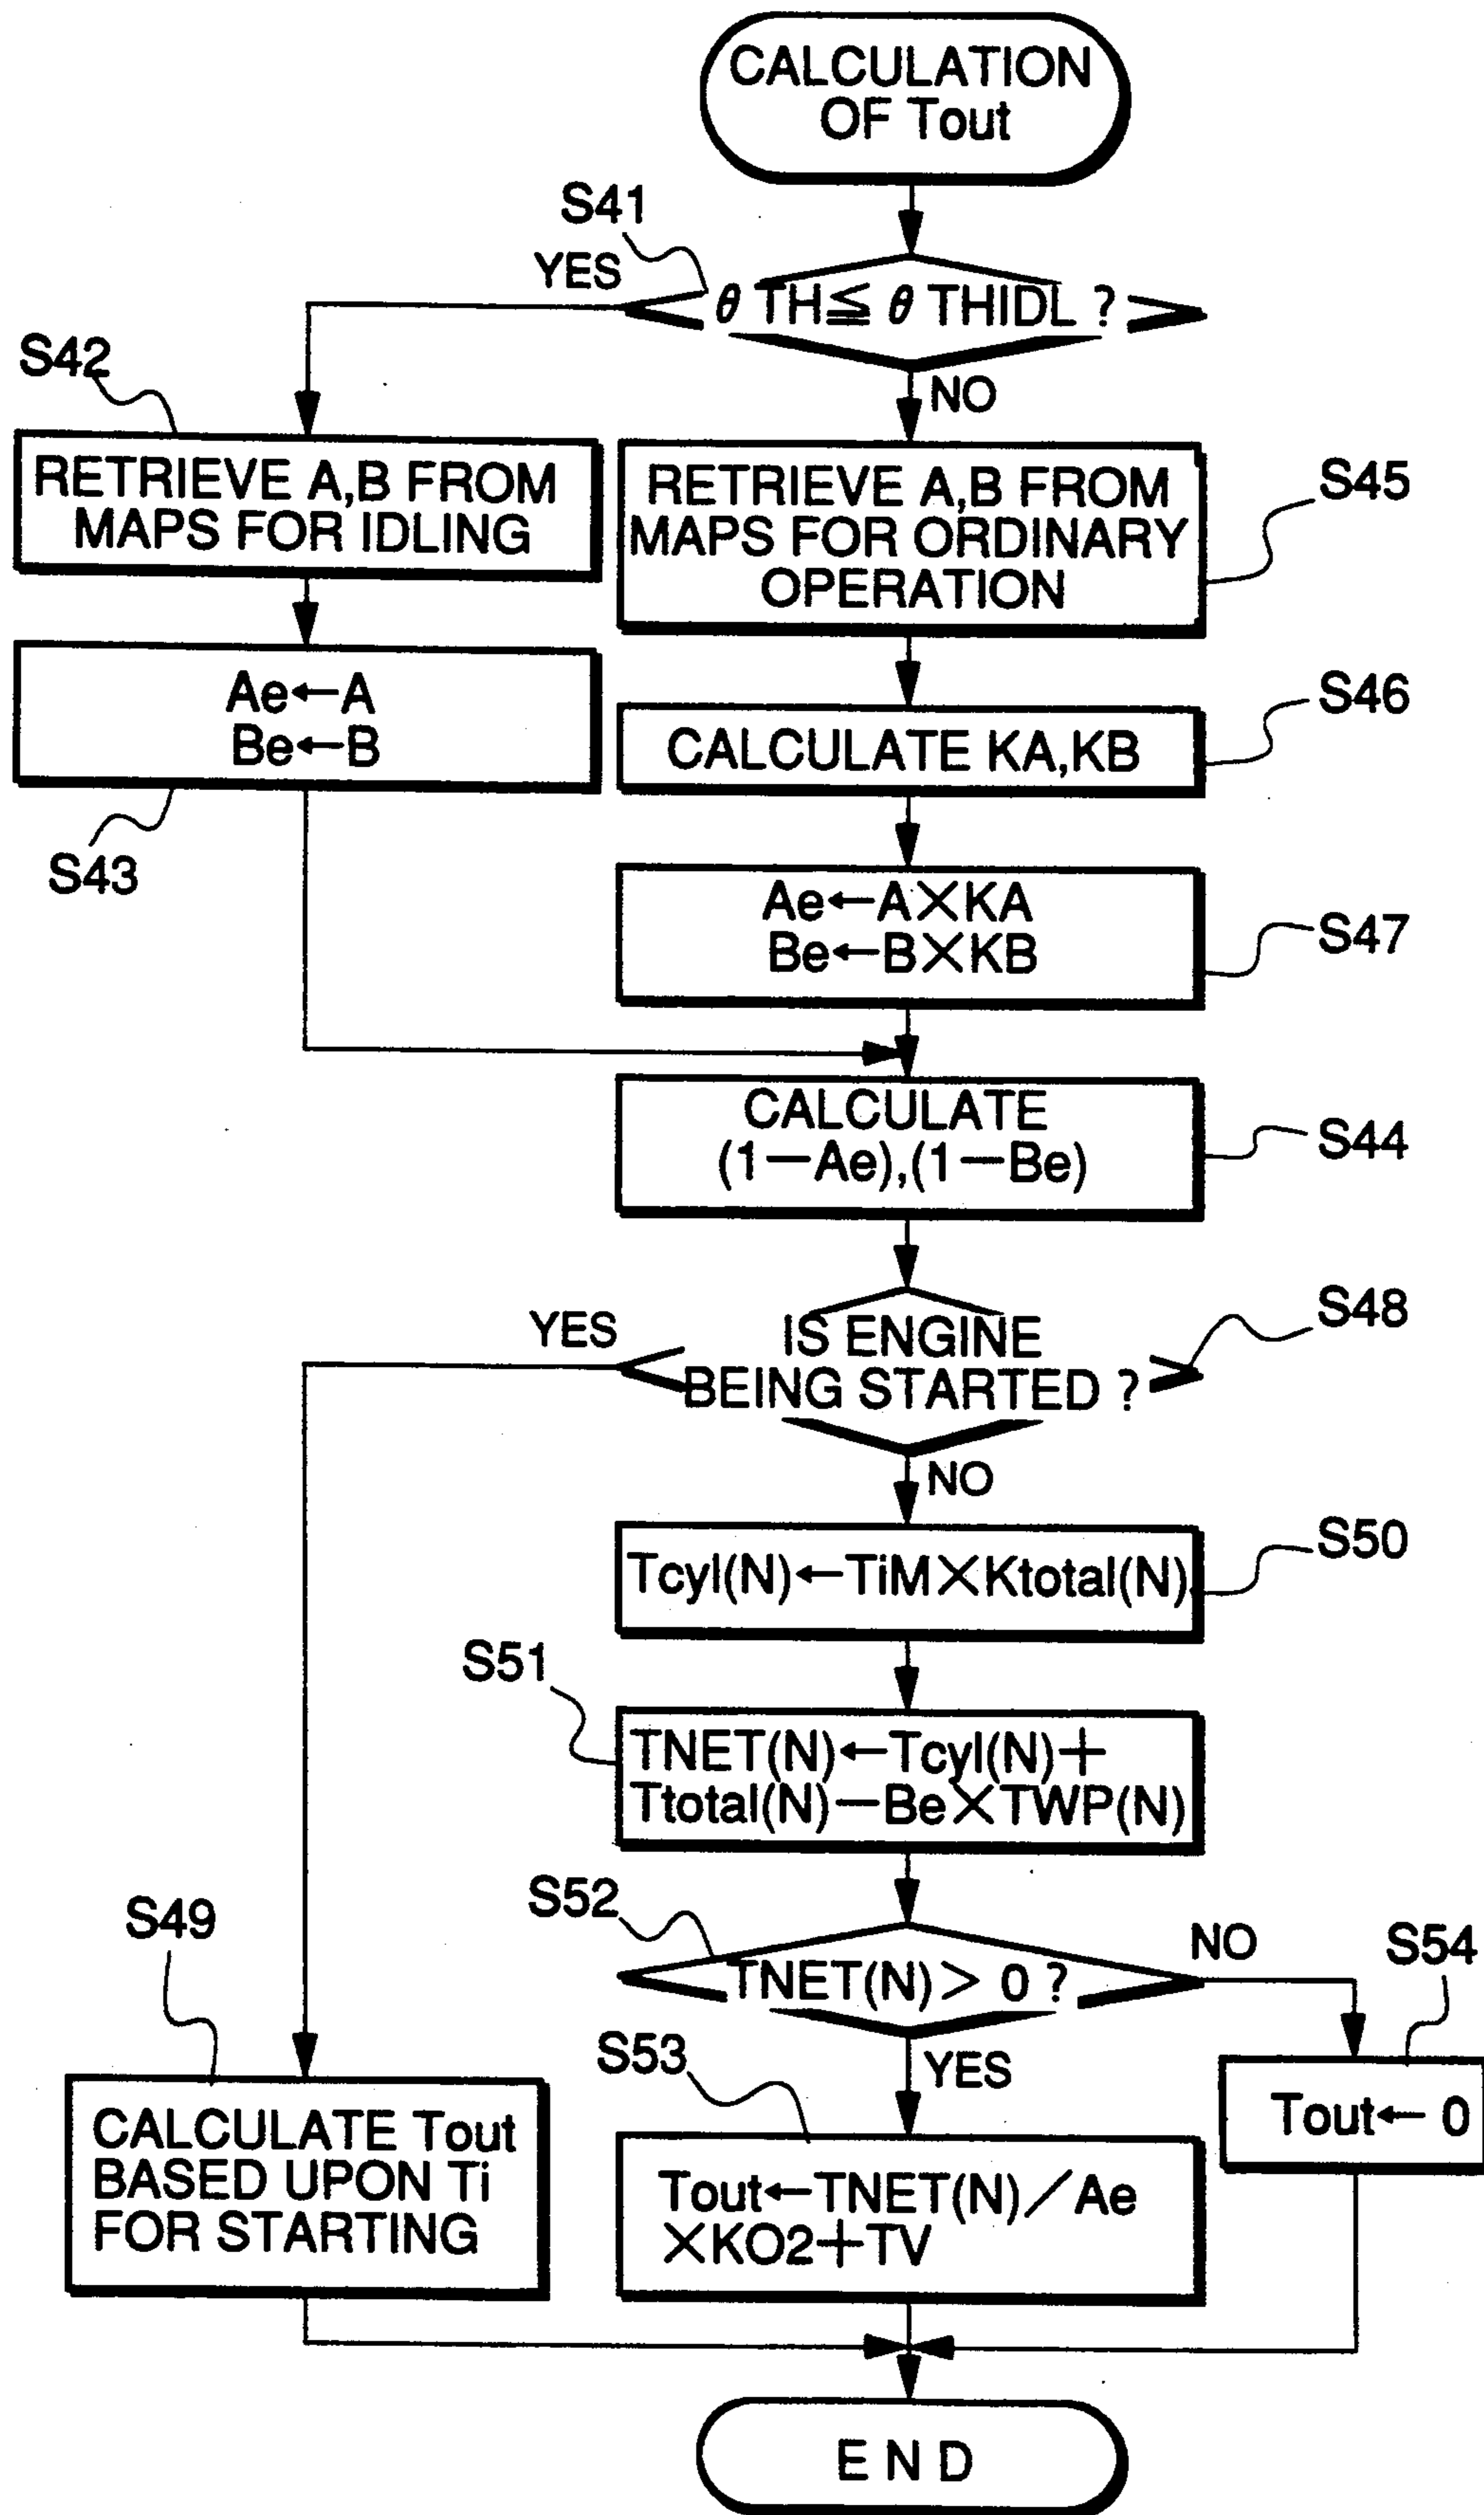 CALCULATION
OF Tout
S41
YES
θ TH≦ θ THIDL ?
NO
S42
RETRIEVE A,B FROM
MAPS FOR IDLING
Ae←A
Be←B
S43
RETRIEVE A,B FROM
MAPS FOR ORDINARY
OPERATION
S45
CALCULATE KA,KB
S46
Ae←A×KA
Be←B×KB
S47
CALCULATE
(1−Ae),(1−Be)
S44
IS ENGINE
BEING STARTED ?
S48
YES
NO
Tcyl(N)←TiM×Ktotal(N)
S50
S51
TNET(N)←Tcyl(N)+
Ttotal(N)−Be×TWP(N)
S52
TNET(N)> 0 ?
NO
S54
YES
S49
CALCULATE Tout
BASED UPON Ti
FOR STARTING
S53
Tout←TNET(N)/Ae
×KO2+TV
Tout← 0
END